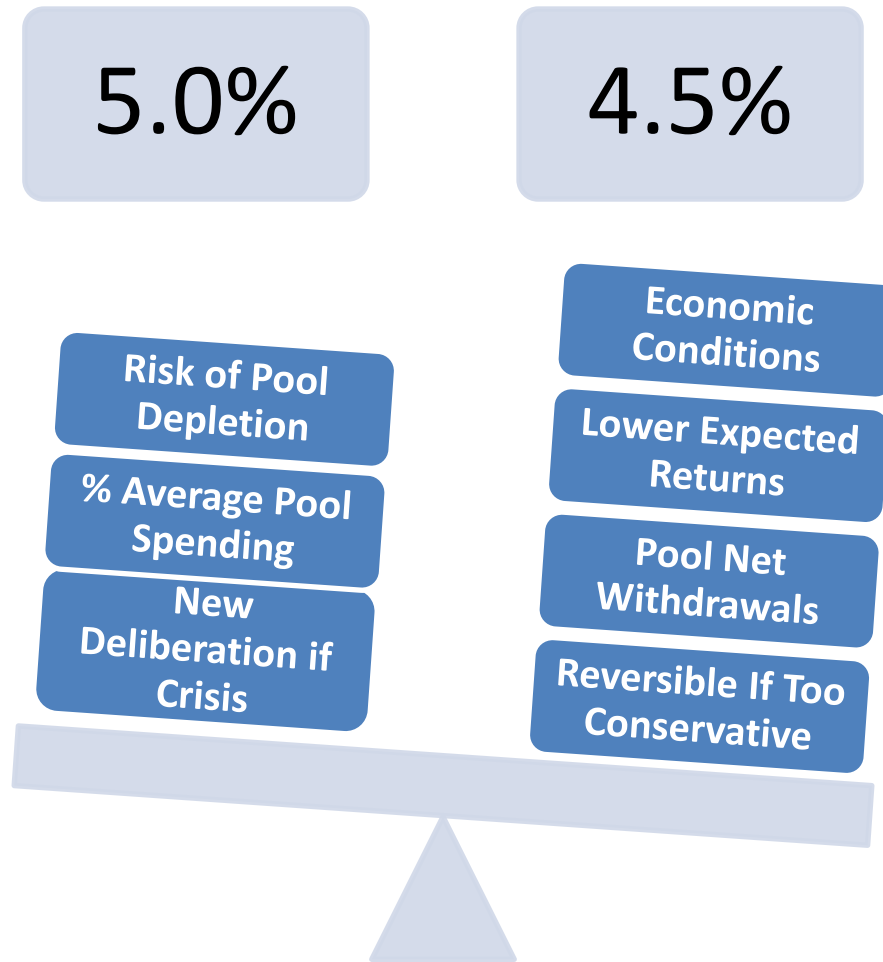 5.0%
4.5%
Risk of Pool
Depletion
% Average Pool
Spending
New
Deliberation if
Crisis
Economic
Conditions
Lower Expected
Returns
Pool Net
Withdrawals
Reversible If Too
Conservative